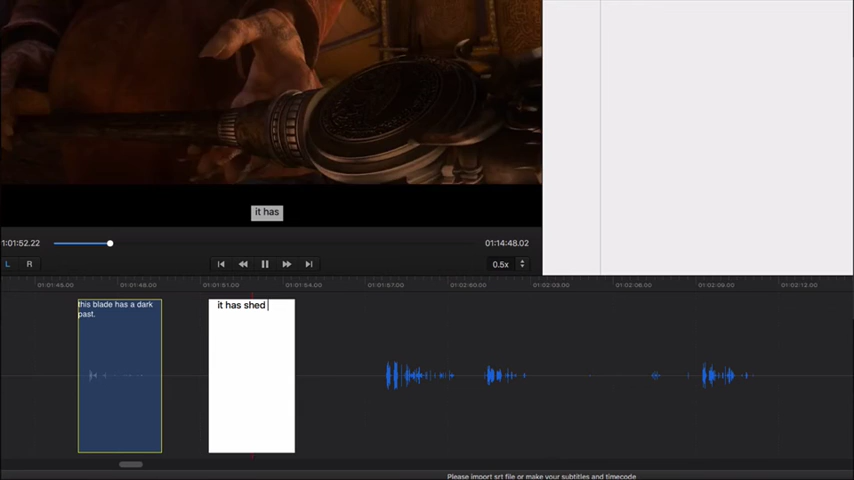 it has
1:01:52.22
01:14:48.02
L
R
0.5x
01:01:45.00
01:01:48.00
01:01:51.00
01:01:54.00
01:01:57.00
01:02:60.00
01:02:03.00
01:02:06.00
01:02:09.00
01:02:12.00
this blade has a dark
past.
it has shed
Please import srt file or make your subtitles and timecode